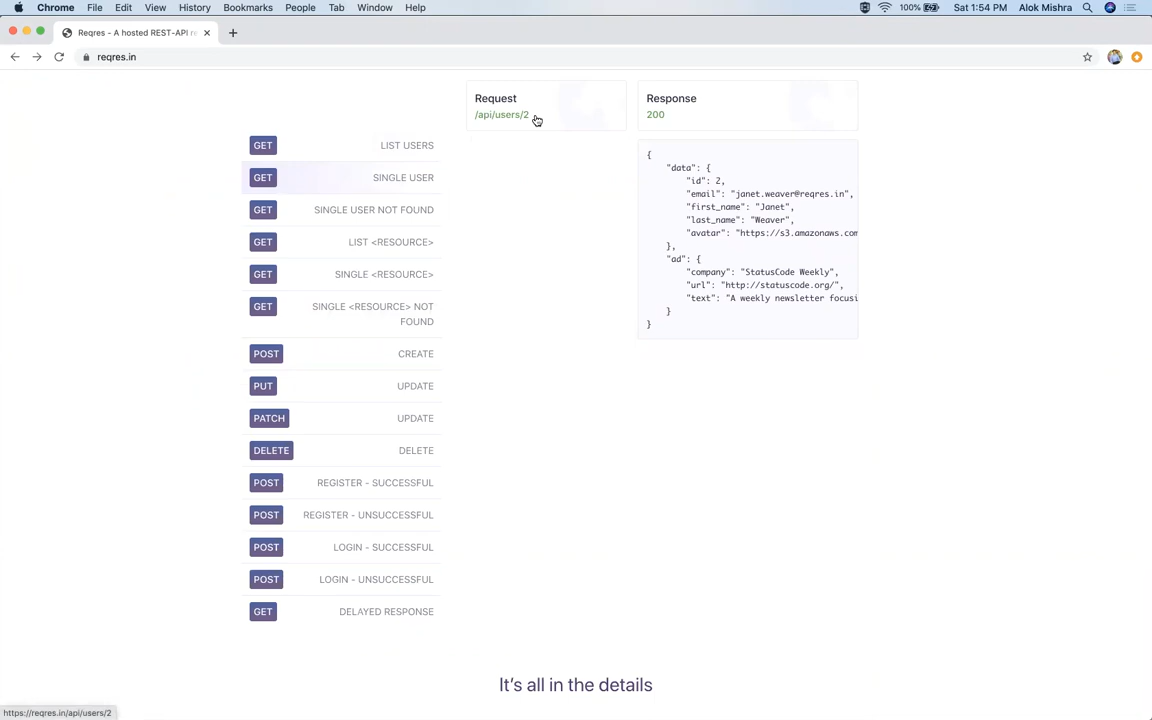 Chrome File Edit View History Bookmarks People Tab Window Help 100% Sat 1:54 PM Alok Mishra
Reqres - A hosted REST-API re
reqres.in
Request
/api/users/2
Response
200
GET LIST USERS
GET SINGLE USER
GET SINGLE USER NOT FOUND
GET LIST <RESOURCE>
GET SINGLE <RESOURCE>
GET SINGLE <RESOURCE> NOT
FOUND
POST CREATE
PUT UPDATE
PATCH UPDATE
DELETE DELETE
POST REGISTER - SUCCESSFUL
POST REGISTER - UNSUCCESSFUL
POST LOGIN - SUCCESSFUL
POST LOGIN - UNSUCCESSFUL
GET DELAYED RESPONSE
{
"data": {
"id": 2,
"email": "janet.weaver@reqres.in",
"first_name": "Janet",
"last_name": "Weaver",
"avatar": "https://s3.amazonaws.com
},
"ad": {
"company": "StatusCode Weekly",
"url": "http://statuscode.org/",
"text": "A weekly newsletter focusi
}
}
It's all in the details
https://reqres.in/api/users/2